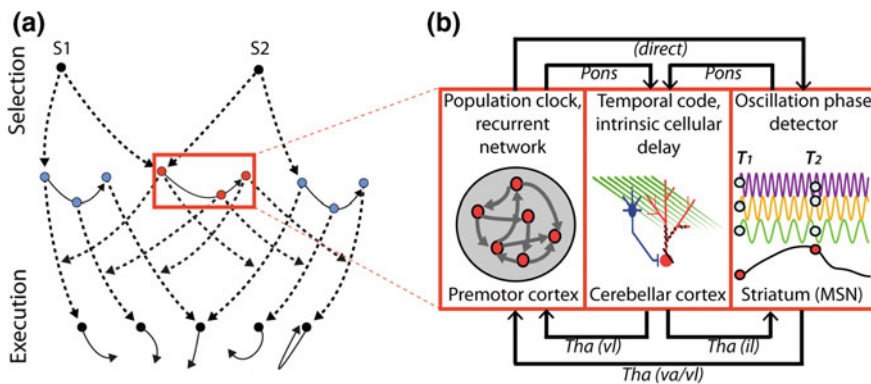 (a)
Selection
S1
S2
Execution
(b)
(direct)
Pons
Pons
Population clock,
recurrent
network
Premotor cortex
Temporal code,
intrinsic cellular
delay
Cerebellar cortex
Oscillation phase
detector
T1
T2
Striatum (MSN)
Tha (vl)
Tha (il)
Tha (va/vl)